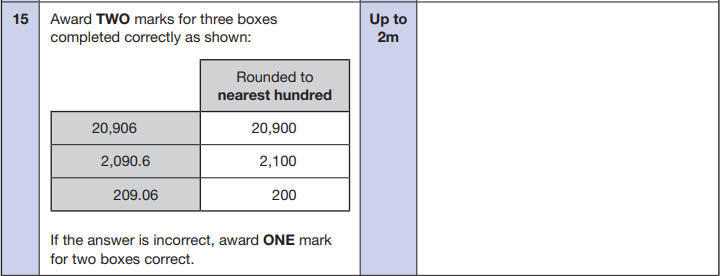 15 Award TWO marks for three boxes Up to
completed correctly as shown: 2m
Rounded to
nearest hundred
20,906 20,900
2,090.6 2,100
209.06 200
If the answer is incorrect, award ONE mark
for two boxes correct.